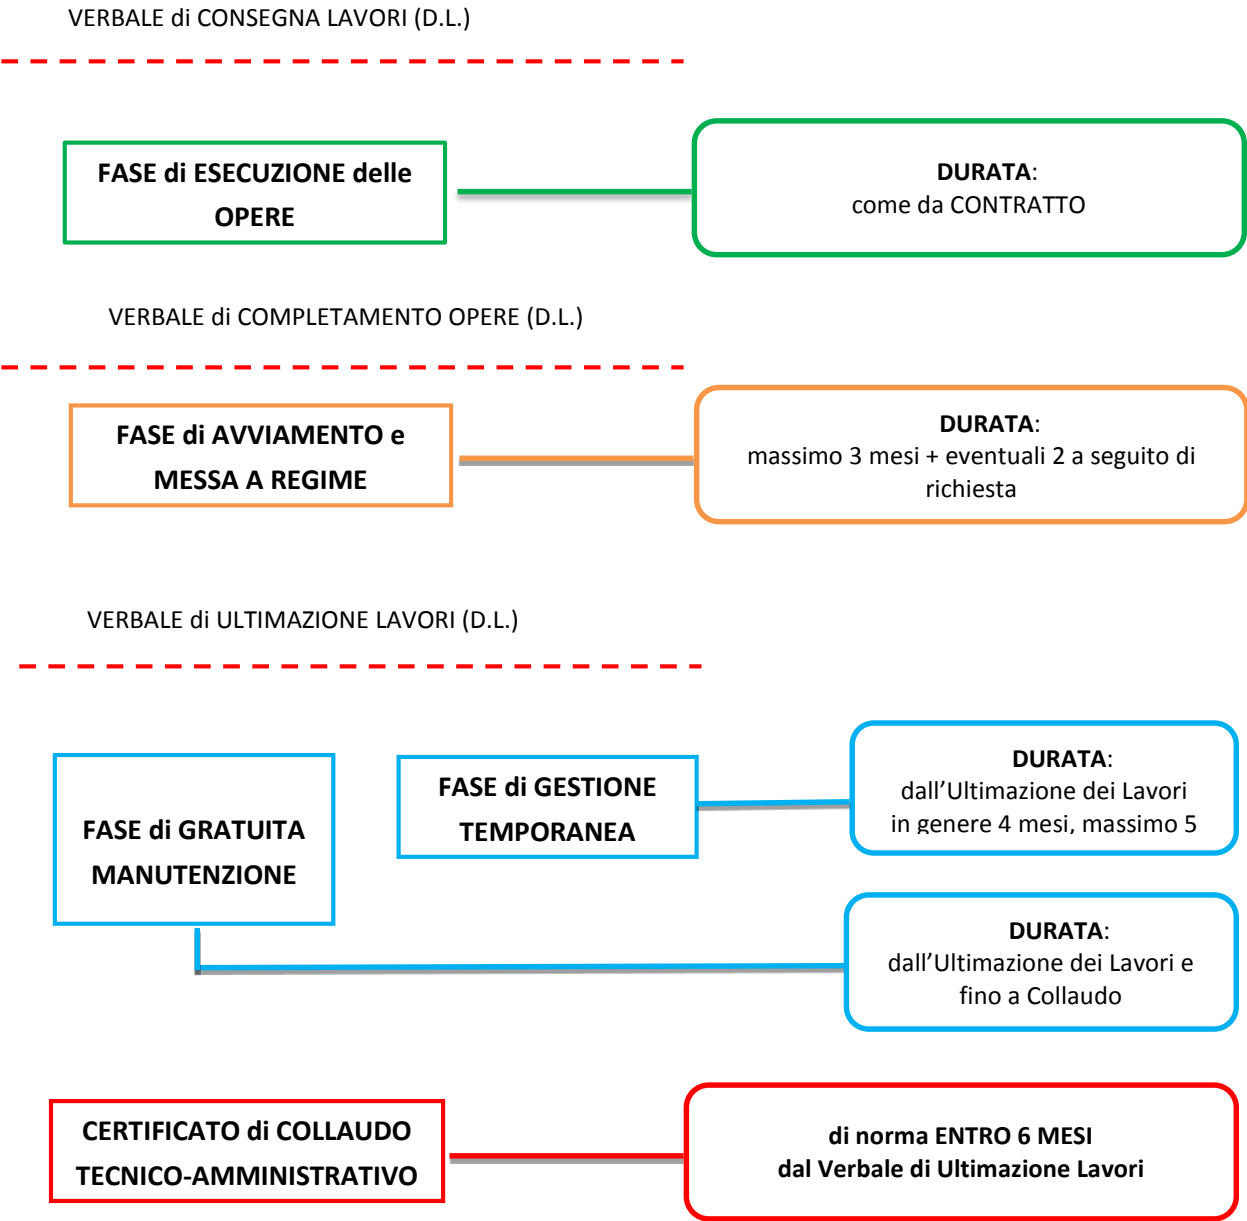 VERBALE di CONSEGNA LAVORI (D.L.)
FASE di ESECUZIONE delle
OPERE
DURATA:
come da CONTRATTO
VERBALE di COMPLETAMENTO OPERE (D.L.)
FASE di AVVIAMENTO e
MESSA A REGIME
DURATA:
massimo 3 mesi + eventuali 2 a seguito di
richiesta
VERBALE di ULTIMAZIONE LAVORI (D.L.)
FASE di GRATUITA
MANUTENZIONE
FASE di GESTIONE
TEMPORANEA
DURATA:
dall’Ultimazione dei Lavori
in genere 4 mesi, massimo 5
DURATA:
dall’Ultimazione dei Lavori e
fino a Collaudo
CERTIFICATO di COLLAUDO
TECNICO-AMMINISTRATIVO
di norma ENTRO 6 MESI
dal Verbale di Ultimazione Lavori